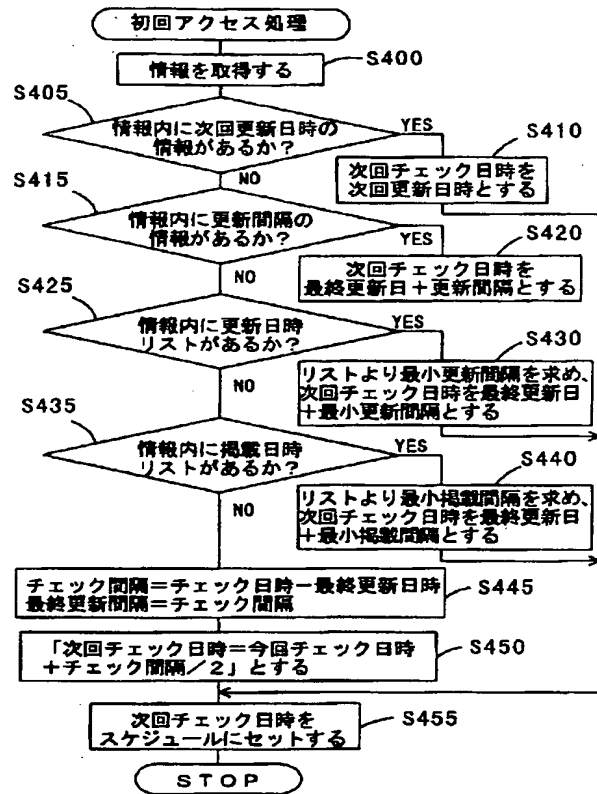 初回アクセス処理
S400
情報を取得する
S405
情報内に次回更新日時の
情報があるか?
YES
S410
次回チェック日時を
次回更新日時とする
NO
S415
情報内に更新間隔の
情報があるか?
YES
S420
次回チェック日時を
最終更新日+更新間隔とする
NO
S425
情報内に更新日時
リストがあるか?
YES
S430
リストより最小更新間隔を求め、
次回チェック日時を最終更新日
+最小更新間隔とする
NO
S435
情報内に掲載日時
リストがあるか?
YES
S440
リストより最小掲載間隔を求め、
次回チェック日時を最終更新日
+最小掲載間隔とする
NO
チェック間隔=チェック日時-最終更新日時
最終更新間隔=チェック間隔
S445
「次回チェック日時=今回チェック日時
+チェック間隔/2」とする
S450
次回チェック日時を
スケジュールにセットする
S455
STOP